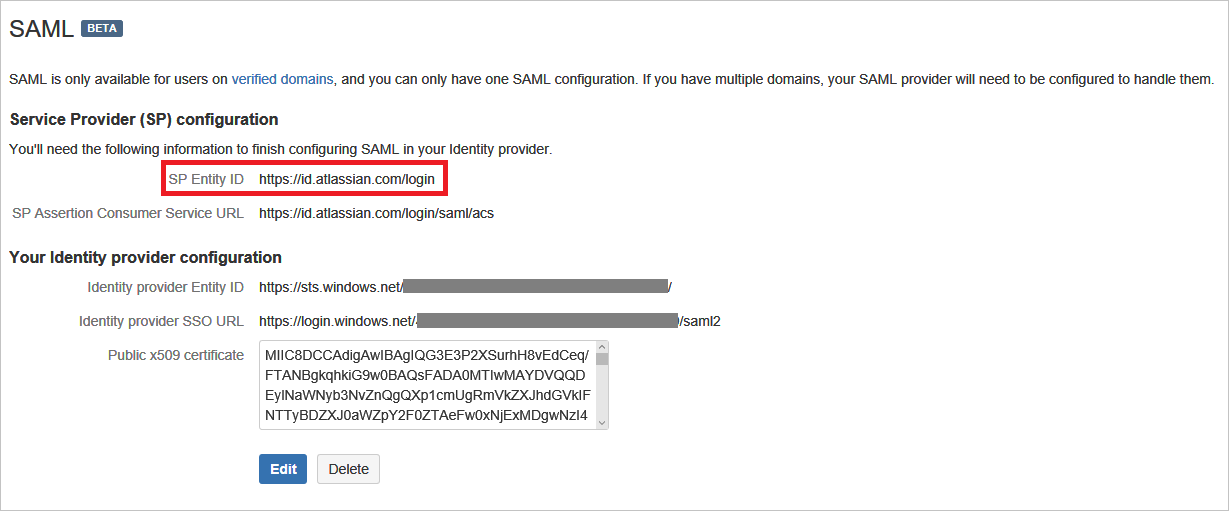 SAML BETA
SAML is only available for users on verified domains, and you can only have one SAML configuration. If you have multiple domains, your SAML provider will need to be configured to handle them.
Service Provider (SP) configuration
You'll need the following information to finish configuring SAML in your Identity provider.
SP Entity ID https://id.atlassian.com/login
SP Assertion Consumer Service URL https://id.atlassian.com/login/saml/acs
Your Identity provider configuration
Identity provider Entity ID https://sts.windows.net/ /
Identity provider SSO URL https://login.windows.net/ /saml2
Public x509 certificate MIIC8DCCAdigAwIBAgIQG3E3P2XSurhH8vEdCeq/
FTANBgkqhkiG9w0BAQsFADA0MTIwMAYDVQQD
EylNaWNyb3NvZnQgQXp1cmUgRmVkZXJhdGVkIF
NTTyBDZXJ0aWZpY2F0ZTAeFw0xNjExMDgwNzI4
Edit Delete